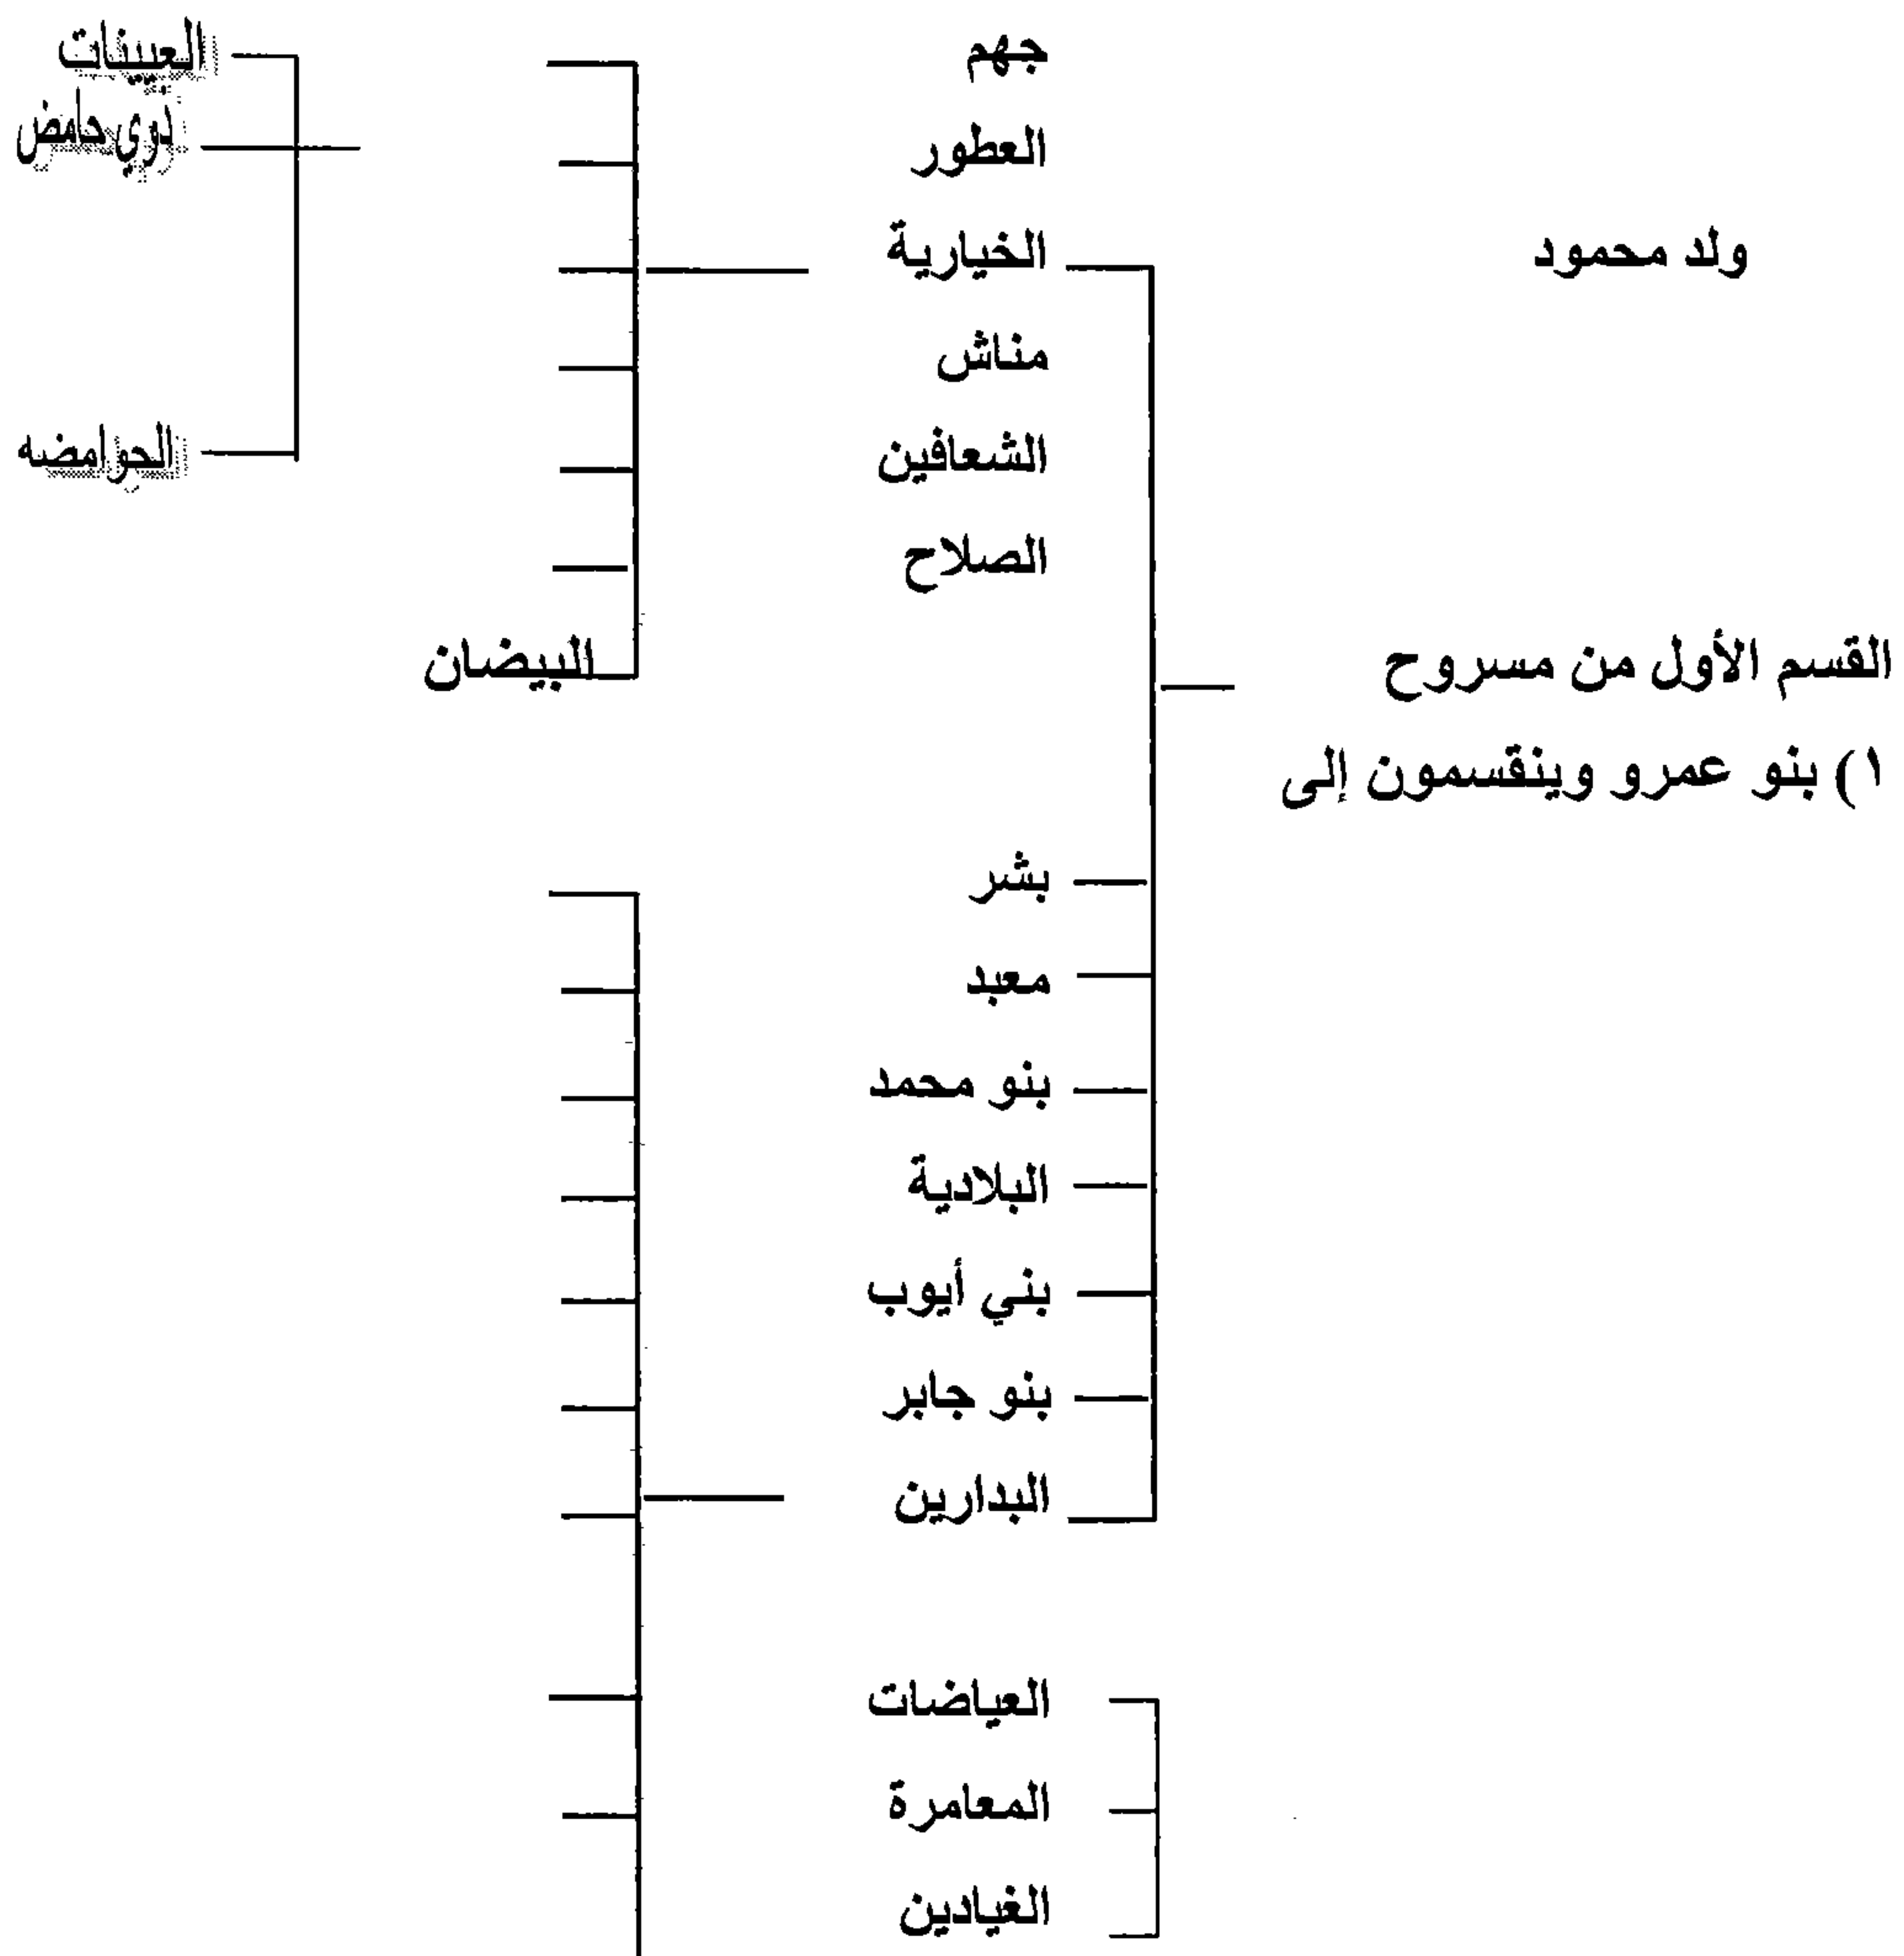 جهم
العطور
ولد محمود
الخيارية
مناش
الشعافين
الصلاح
العيينات
ذوي حامض
الحوامضه
البيضان
القسم الأول من مسروح
١) بنو عمرو وينقسمون إلى
بشر
معبد
بنو محمد
البلادية
بني أيوب
بنو جابر
البدارين
العياضات
المعامرة
الغيادين